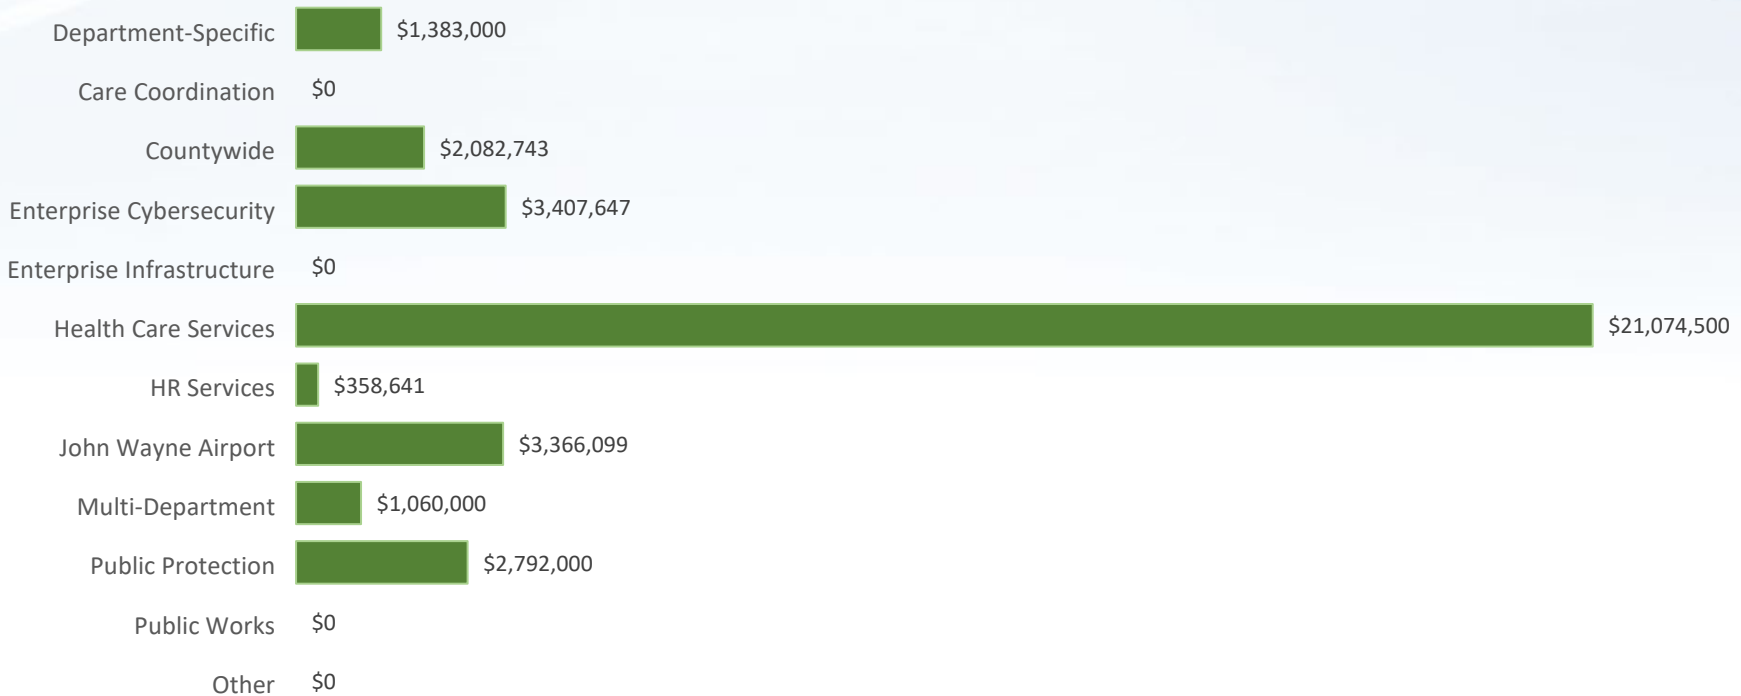 Department-Specific $1,383,000
Care Coordination $0
Countywide $2,082,743
Enterprise Cybersecurity $3,407,647
Enterprise Infrastructure $0
Health Care Services $21,074,500
HR Services $358,641
John Wayne Airport $3,366,099
Multi-Department $1,060,000
Public Protection $2,792,000
Public Works $0
Other $0